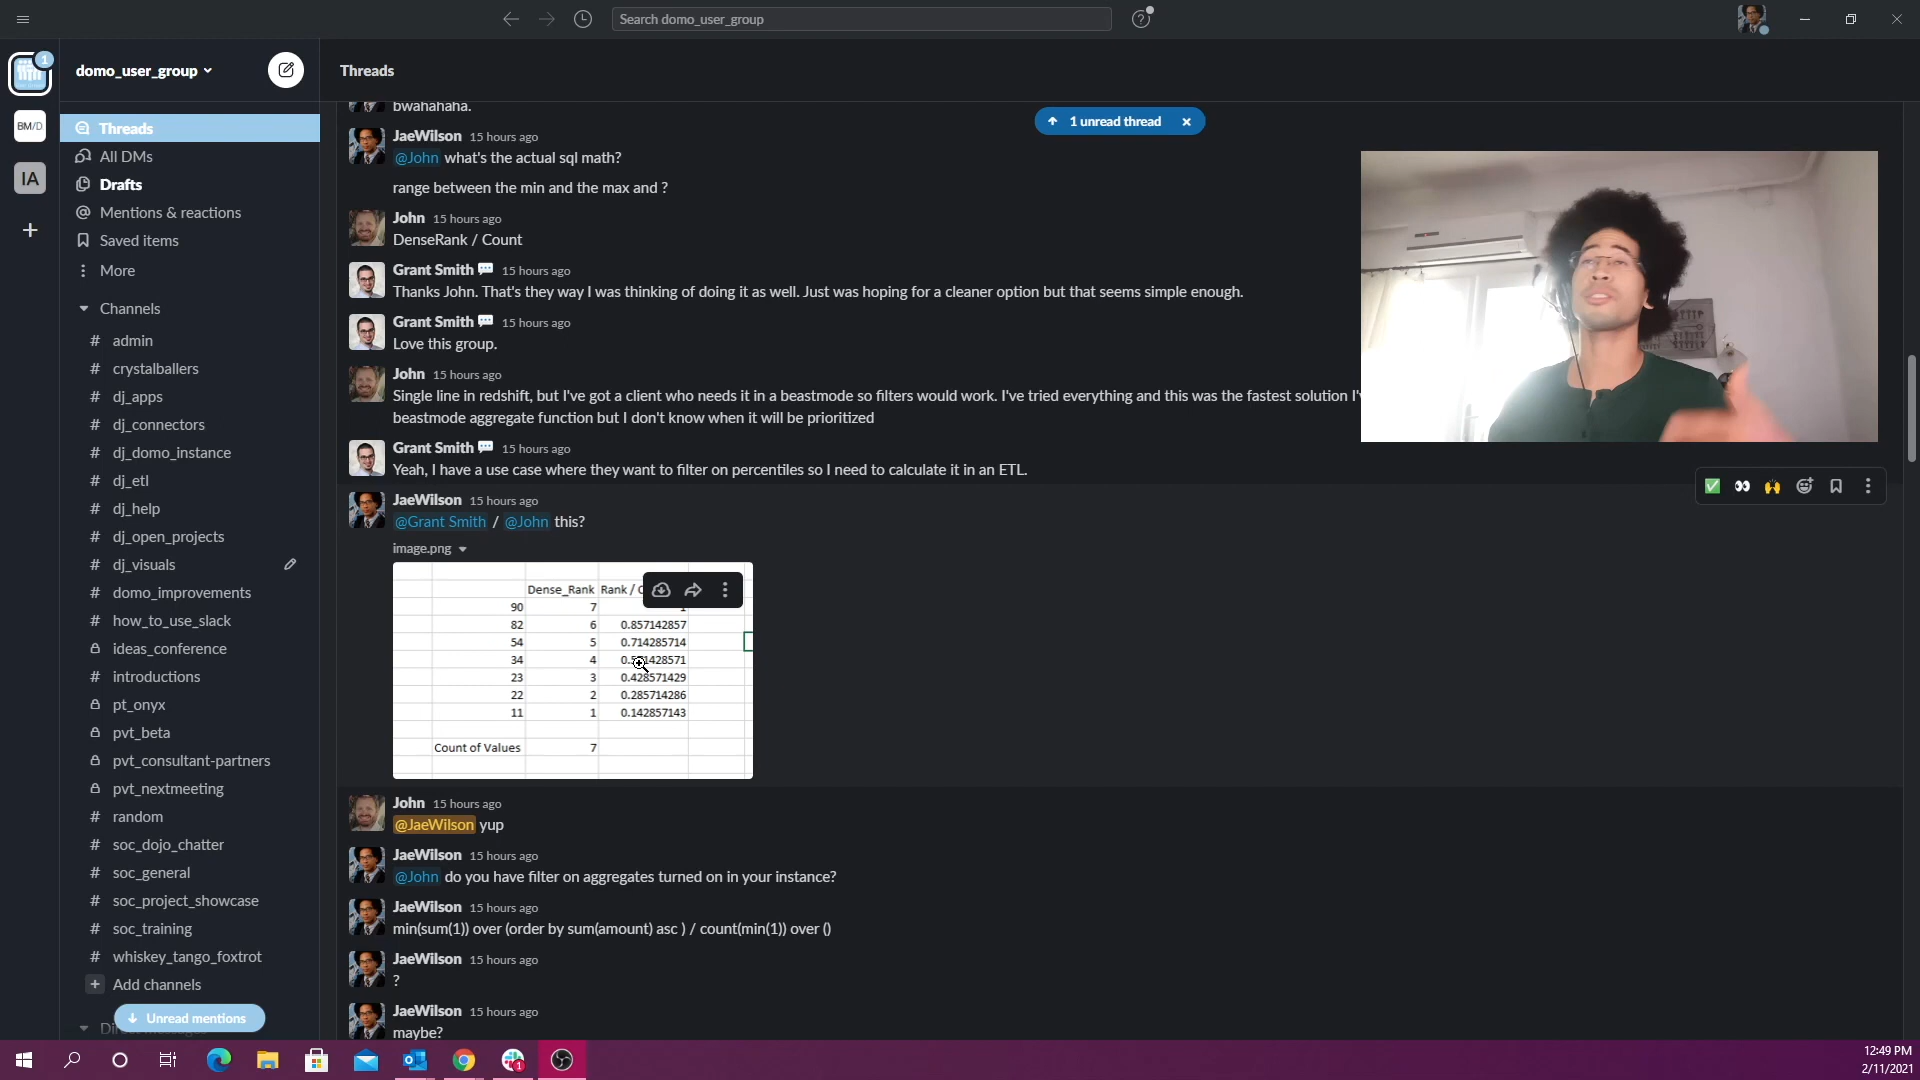 Search domo_user_group
1
domo_user_group
BM/D
IA
Threads
All DMs
Drafts
Mentions & reactions
Saved items
More
Channels
# admin
# crystalballers
# dj_apps
# dj_connectors
# dj_domo_instance
# dj_etl
# dj_help
# dj_open_projects
# dj_visuals
# domo_improvements
# how_to_use_slack
ideas_conference
# introductions
pt_onyx
pvt_beta
pvt_consultant-partners
pvt_nextmeeting
# random
# soc_dojo_chatter
# soc_general
# soc_project_showcase
# soc_training
# whiskey_tango_foxtrot
+ Add channels
Unread mentions
Threads
1 unread thread
bwahahaha.
JaeWilson 15 hours ago
@John what's the actual sql math?
range between the min and the max and ?
John 15 hours ago
DenseRank / Count
Grant Smith 15 hours ago
Thanks John. That's they way I was thinking of doing it as well. Just was hoping for a cleaner option but that seems simple enough.
Grant Smith 15 hours ago
Love this group.
John 15 hours ago
Single line in redshift, but I've got a client who needs it in a beastmode so filters would work. I've tried everything and this was the fastest solution I'
beastmode aggregate function but I don't know when it will be prioritized
Grant Smith 15 hours ago
Yeah, I have a use case where they want to filter on percentiles so I need to calculate it in an ETL.
JaeWilson 15 hours ago
@Grant Smith / @John this?
image.png
Dense_Rank Rank /
90 7
82 6 0.857142857
54 5 0.714285714
34 4
23 3 0.428571429
22 2 0.285714286
11 1 0.142857143
Count of Values 7
John 15 hours ago
@JaeWilson yup
JaeWilson 15 hours ago
@John do you have filter on aggregates turned on in your instance?
JaeWilson 15 hours ago
min(sum(1)) over (order by sum(amount) asc ) / count(min(1)) over ()
JaeWilson 15 hours ago
?
JaeWilson 15 hours ago
maybe?
12:49 PM
2/11/2021